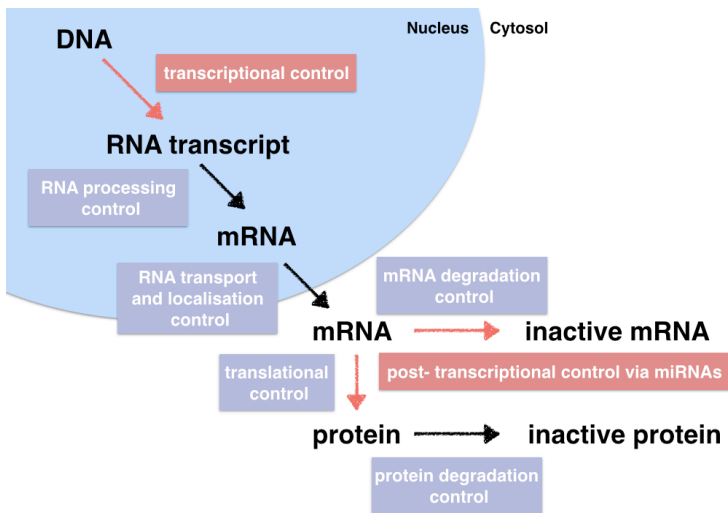 Nucleus
Cytosol
DNA
transcriptional control
RNA transcript
RNA processing
control
mRNA
RNA transport
and localisation
control
mRNA degradation
control
mRNA
inactive mRNA
translational
control
post- transcriptional control via miRNAs
protein
inactive protein
protein degradation
control